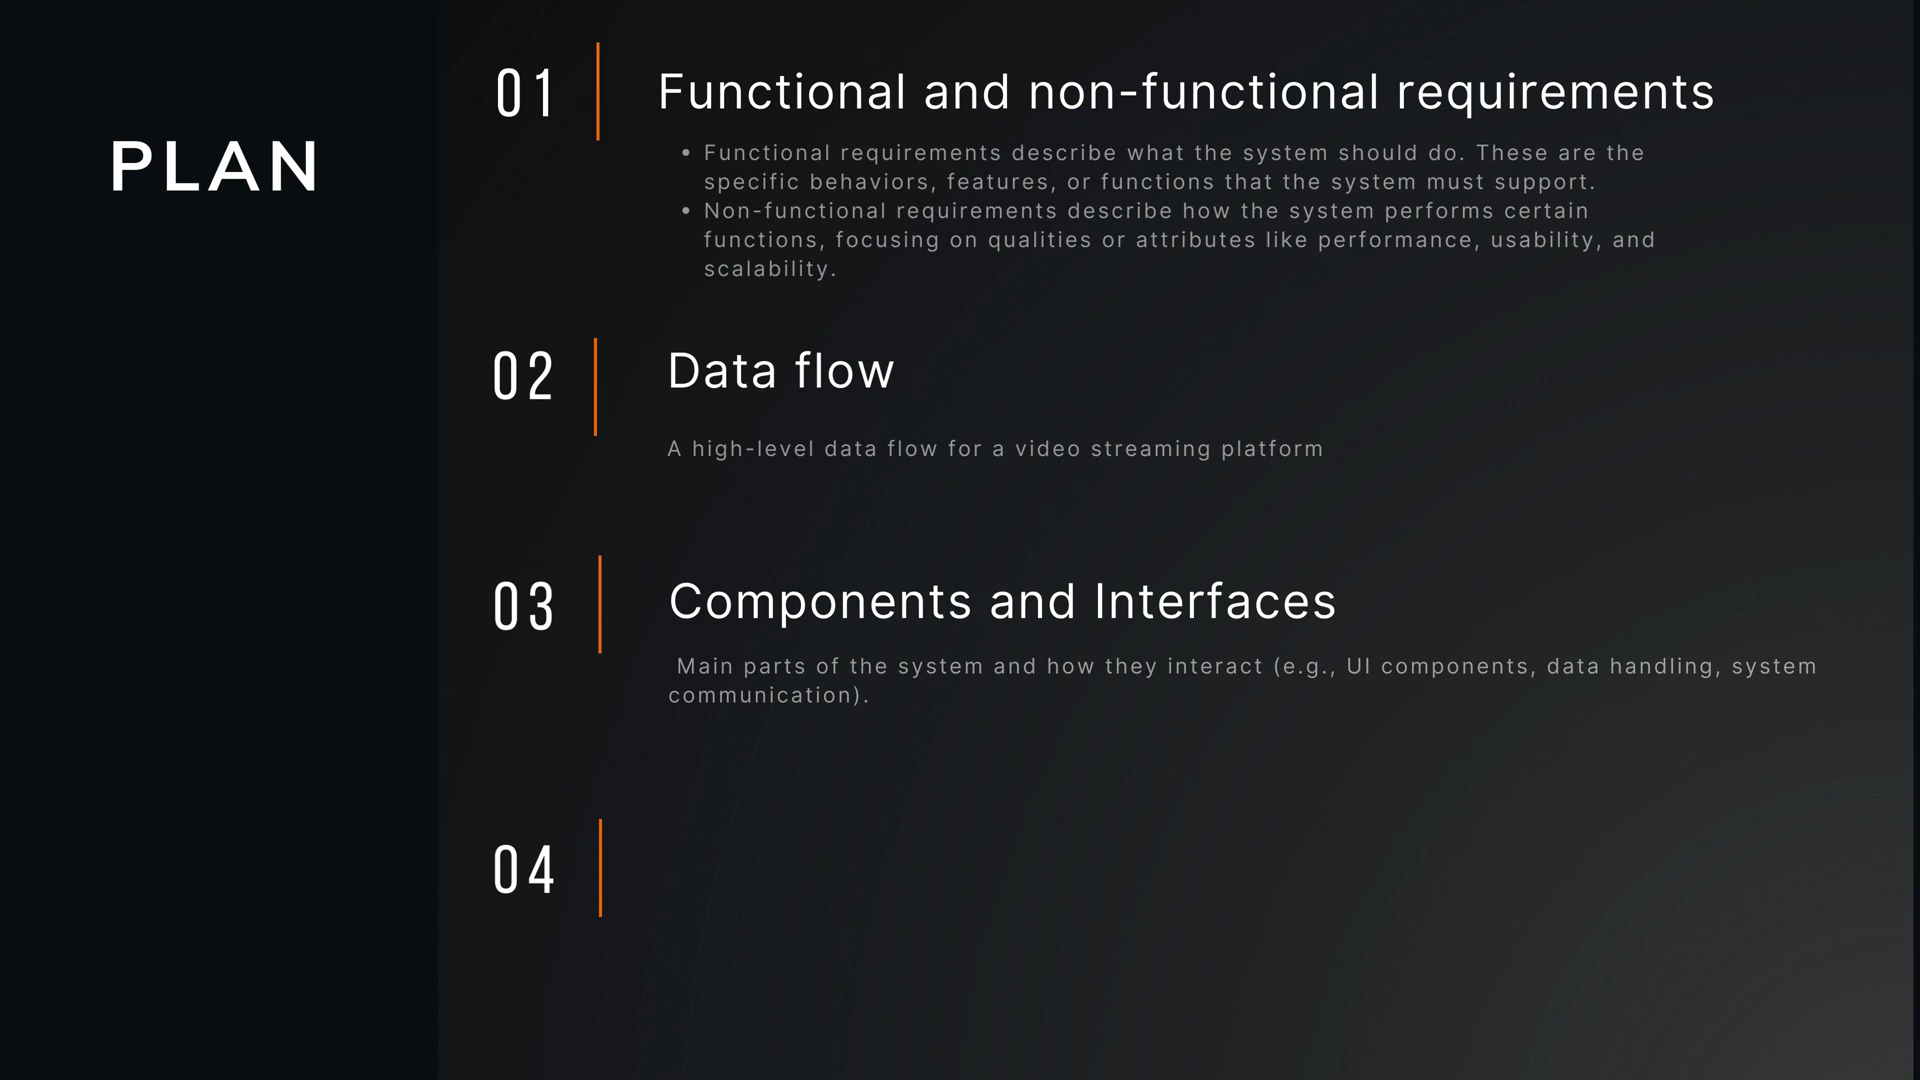 PLAN
01
Functional and non-functional requirements
• Functional requirements describe what the system should do. These are the
specific behaviors, features, or functions that the system must support.
• Non-functional requirements describe how the system performs certain
functions, focusing on qualities or attributes like performance, usability, and
scalability.
02
Data flow
A high-level data flow for a video streaming platform
03
Components and Interfaces
Main parts of the system and how they interact (e.g., UI components, data handling, system
communication).
04